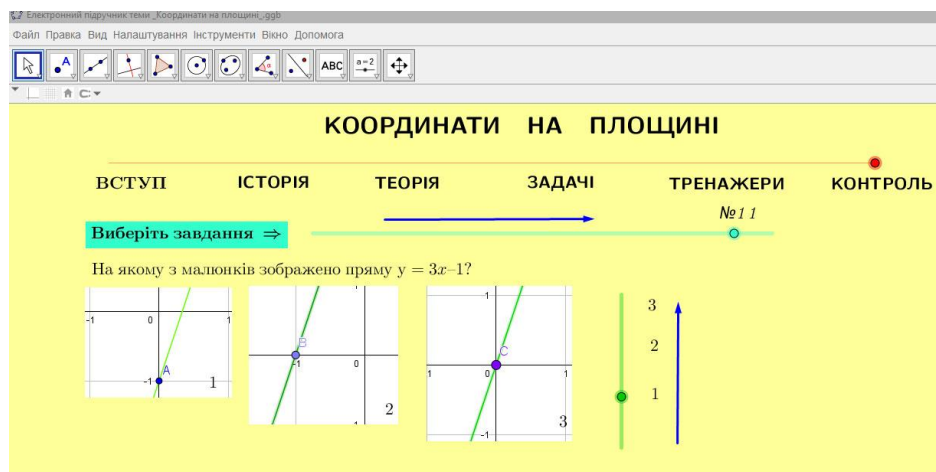 Електронний підручник теми _Координати на площині_.ggb
Файл Правка Вид Налаштування Інструменти Вікно Допомога
A ABC a=2
КООРДИНАТИ НА ПЛОЩИНІ
ВСТУП ІСТОРІЯ ТЕОРІЯ ЗАДАЧІ ТРЕНАЖЕРИ КОНТРОЛЬ
№11
Виберіть завдання ⇒
На якому з малюнків зображено пряму y = 3x–1?
-1 0 1
A
-1
1
B
-1 0
2
1
C
1 0 1
-1
3
3
2
1